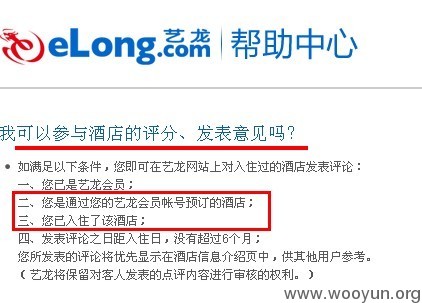 eLong.com 艺龙 帮助中心
我可以参与酒店的评分、发表意见吗?
• 如满足以下条件，您即可在艺龙网站上对入住过的酒店发表评论：
一、您已是艺龙会员；
二、您是通过您的艺龙会员帐号预订的酒店；
三、您已入住了该酒店；
四、发表评论之日距入住日，没有超过6个月；
您所发表的评论将优先显示在酒店信息介绍页中，供其他用户参考。
（艺龙将保留对客人发表的点评内容进行审核的权利。）
www.wooyun.org